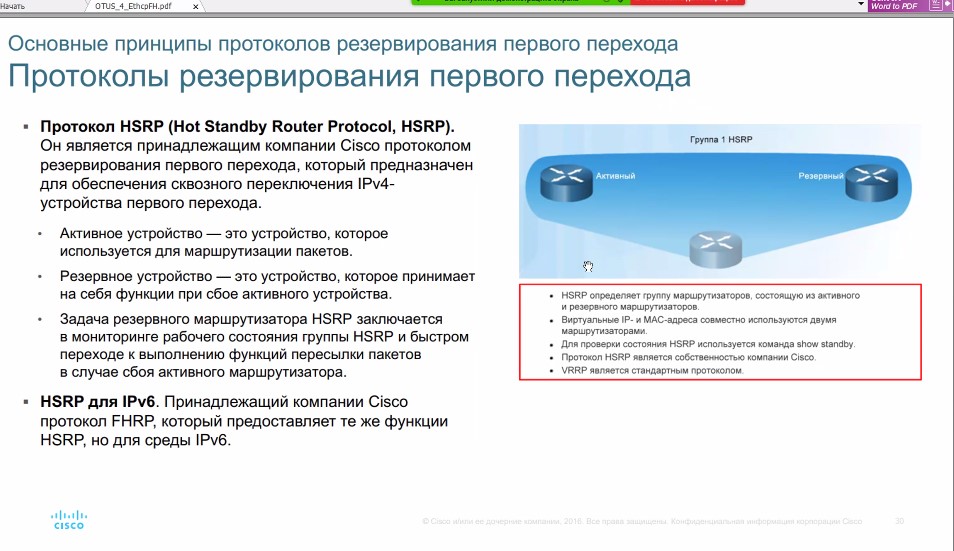 Начать
OTUS_4_EthcpFH.pdf
Word to PDF
Основные принципы протоколов резервирования первого перехода
Протоколы резервирования первого перехода
Протокол HSRP (Hot Standby Router Protocol, HSRP).
Он является принадлежащим компании Cisco протоколом
резервирования первого перехода, который предназначен
для обеспечения сквозного переключения IPv4-
устройства первого перехода.
Активное устройство — это устройство, которое
используется для маршрутизации пакетов.
Резервное устройство — это устройство, которое принимает
на себя функции при сбое активного устройства.
Задача резервного маршрутизатора HSRP заключается
в мониторинге рабочего состояния группы HSRP и быстром
переходе к выполнению функций пересылки пакетов
в случае сбоя активного маршрутизатора.
HSRP для IPv6. Принадлежащий компании Cisco
протокол FHRP, который предоставляет те же функции
HSRP, но для среды IPv6.
Группа 1 HSRP
Активный
Резервный
HSRP определяет группу маршрутизаторов, состоящую из активного
и резервного маршрутизаторов.
Виртуальные IP- и MAC-адреса совместно используются двумя
маршрутизаторами.
Для проверки состояния HSRP используется команда show standby.
Протокол HSRP является собственностью компании Cisco.
VRRP является стандартным протоколом.
CISCO
© Cisco и/или ее дочерние компании, 2016. Все права защищены. Конфиденциальная информация корпорации Cisco